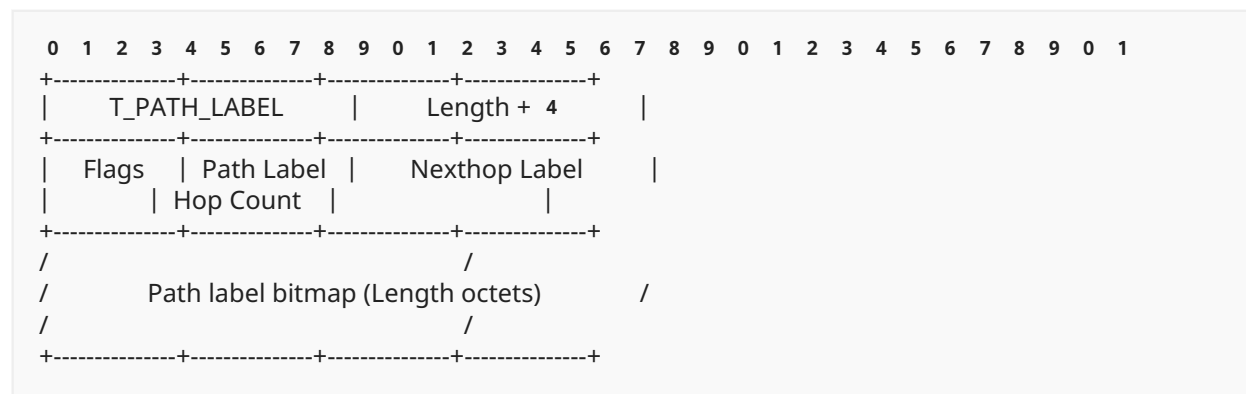 0 1 2 3 4 5 6 7 8 9 0 1 2 3 4 5 6 7 8 9 0 1 2 3 4 5 6 7 8 9 0 1
+---------------+---------------+---------------+---------------+
| T_PATH_LABEL | Length + 4 |
+---------------+---------------+---------------+---------------+
| Flags | Path Label | Nexthop Label |
| | Hop Count | |
+---------------+---------------+---------------+---------------+
/ /
/ Path label bitmap (Length octets) /
/ /
+---------------+---------------+---------------+---------------+